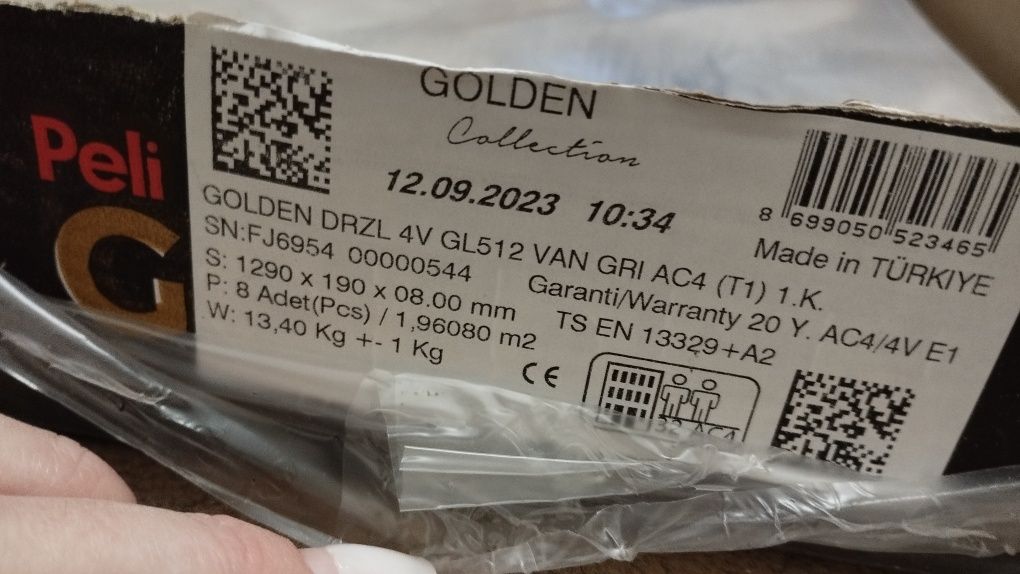 Peli
G
GOLDEN
Collection
12.09.2023 10:34
8 699050 523465
Made in TÜRKIYE
GOLDEN DRZL 4V GL512 VAN GRI AC4 (T1) 1.K.
SN:FJ6954 00000544
Garanti/Warranty 20 Y. AC4/4V E1
S: 1290 x 190 x 08.00 mm
TS EN 13329+A2
P: 8 Adet(Pcs) / 1,96080 m2
W: 13,40 Kg +- 1 Kg
CE